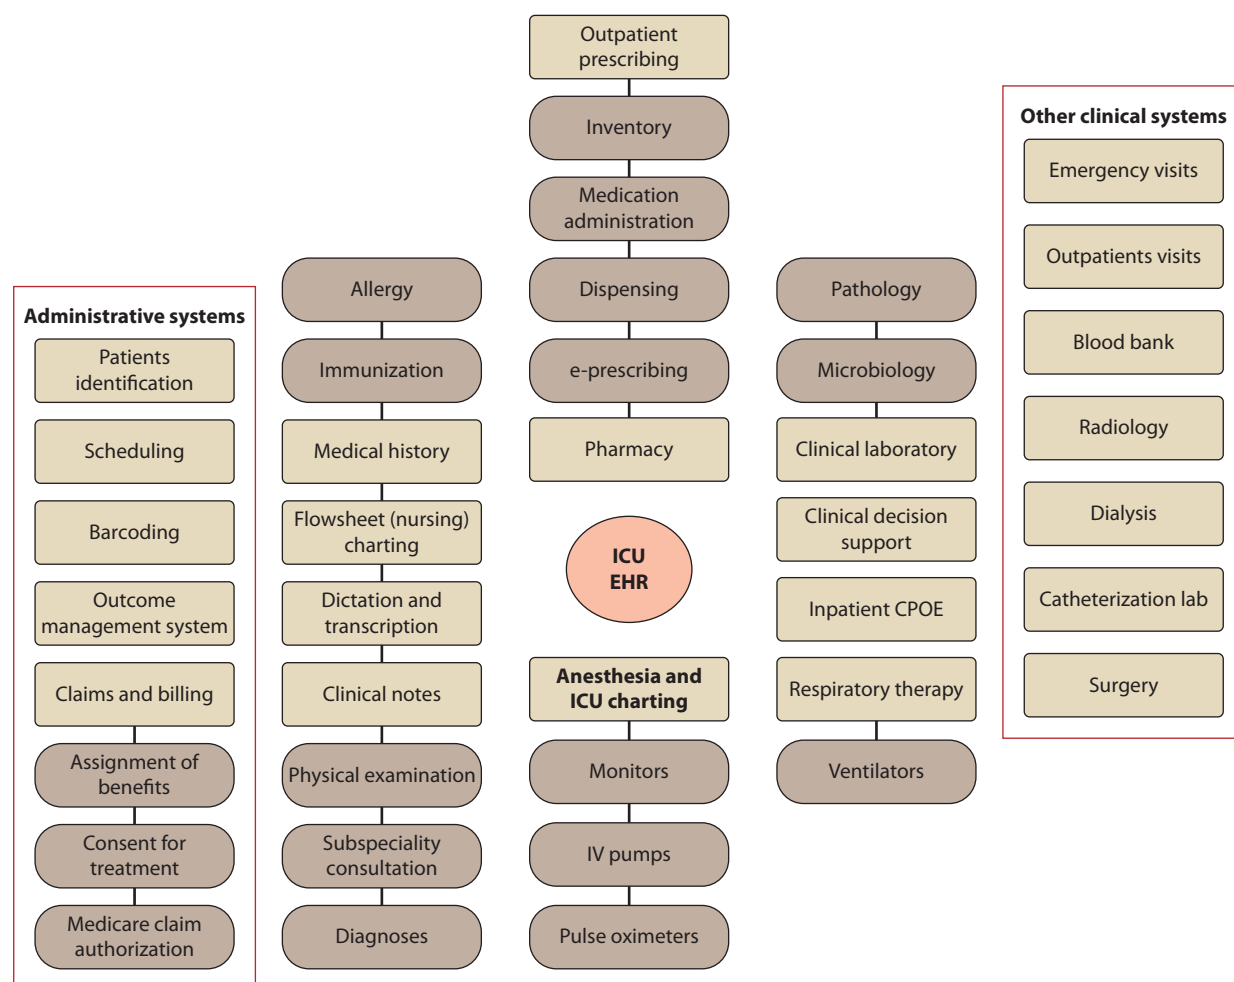 Outpatient
prescribing
Inventory
Medication
administration
Dispensing
e-prescribing
Pharmacy
ICU
EHR
Anesthesia and
ICU charting
Monitors
IV pumps
Pulse oximeters
Administrative systems
Patients
identification
Scheduling
Barcoding
Outcome
management system
Claims and billing
Assignment of
benefits
Consent for
treatment
Medicare claim
authorization
Allergy
Immunization
Medical history
Flowsheet (nursing)
charting
Dictation and
transcription
Clinical notes
Physical examination
Subspeciality
consultation
Diagnoses
Pathology
Microbiology
Clinical laboratory
Clinical decision
support
Inpatient CPOE
Respiratory therapy
Ventilators
Other clinical systems
Emergency visits
Outpatients visits
Blood bank
Radiology
Dialysis
Catheterization lab
Surgery